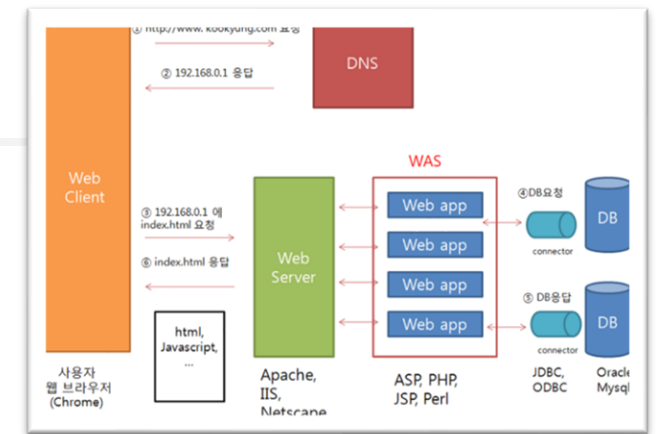 ① http://www. kookyung.com 요청
② 192.168.0.1 응답
DNS
WAS
Web
Client
③ 192.168.0.1 에
index.html 요청
⑥ index.html 응답
Web
Server
Web app
Web app
Web app
Web app
④DB요청
connector
DB
⑤ DB응답
connector
DB
html,
Javascript,
...
사용자
웹 브라우저
(Chrome)
Apache,
IIS,
Netscape
ASP, PHP,
JSP, Perl
JDBC,
ODBC
Oracle
Mysql